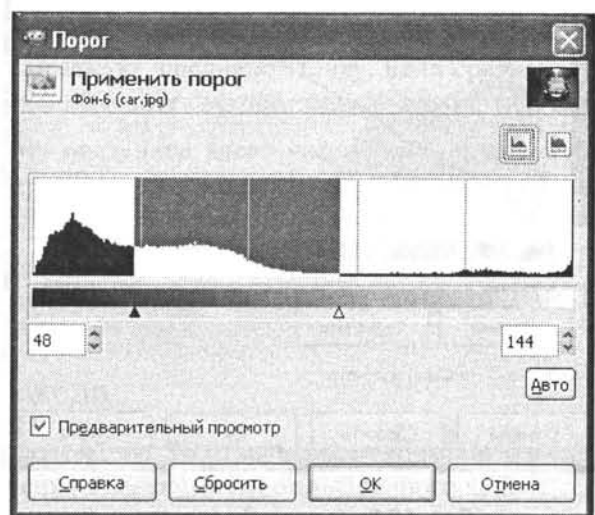 Порог
Применить порог
Фон-6 (car.jpg)
48
144
Авто
Предварительный просмотр
Справка
Сбросить
OK
Отмена